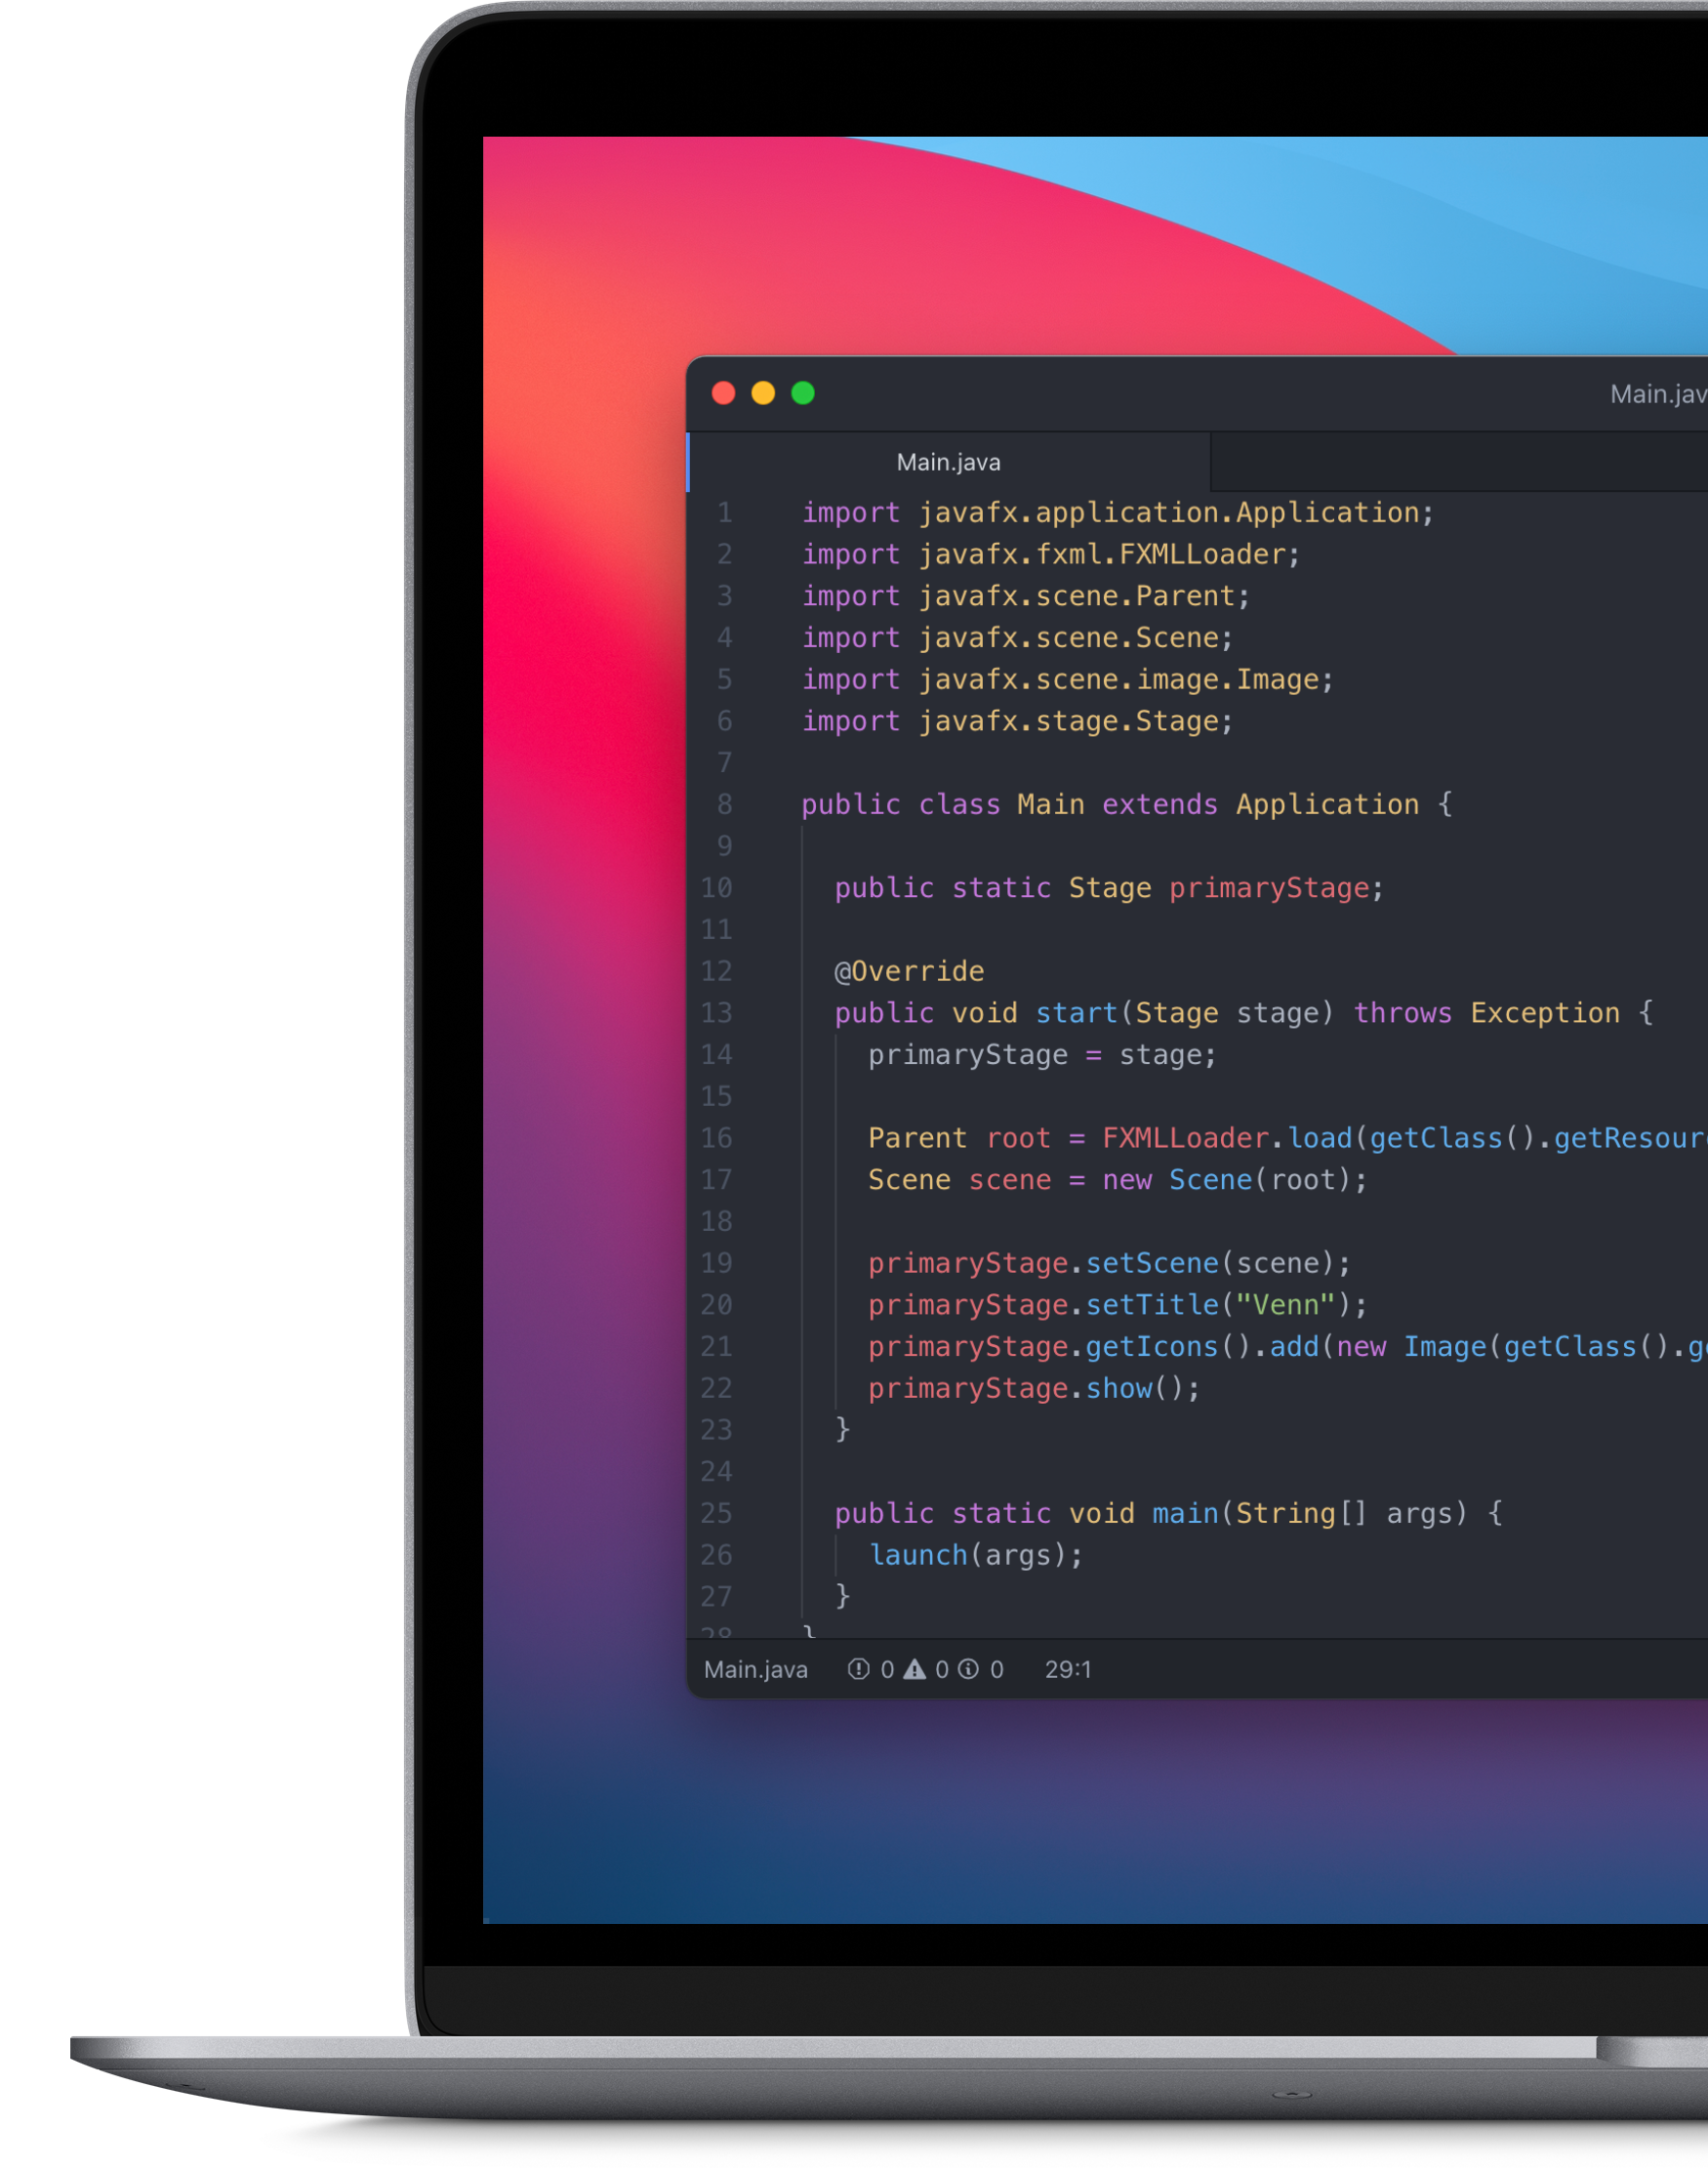 Main.jav
Main.java
1 import javafx.application.Application;
2 import javafx.fxml.FXMLLoader;
3 import javafx.scene.Parent;
4 import javafx.scene.Scene;
5 import javafx.scene.image.Image;
6 import javafx.stage.Stage;
7
8 public class Main extends Application {
9
10 public static Stage primaryStage;
11
12 @Override
13 public void start(Stage stage) throws Exception {
14 primaryStage = stage;
15
16 Parent root = FXMLLoader.load(getClass().getResour
17 Scene scene = new Scene(root);
18
19 primaryStage.setScene(scene);
20 primaryStage.setTitle("Venn");
21 primaryStage.getIcons().add(new Image(getClass().g
22 primaryStage.show();
23 }
24
25 public static void main(String[] args) {
26 launch(args);
27 }
28 }
Main.java 0 0 0 29:1